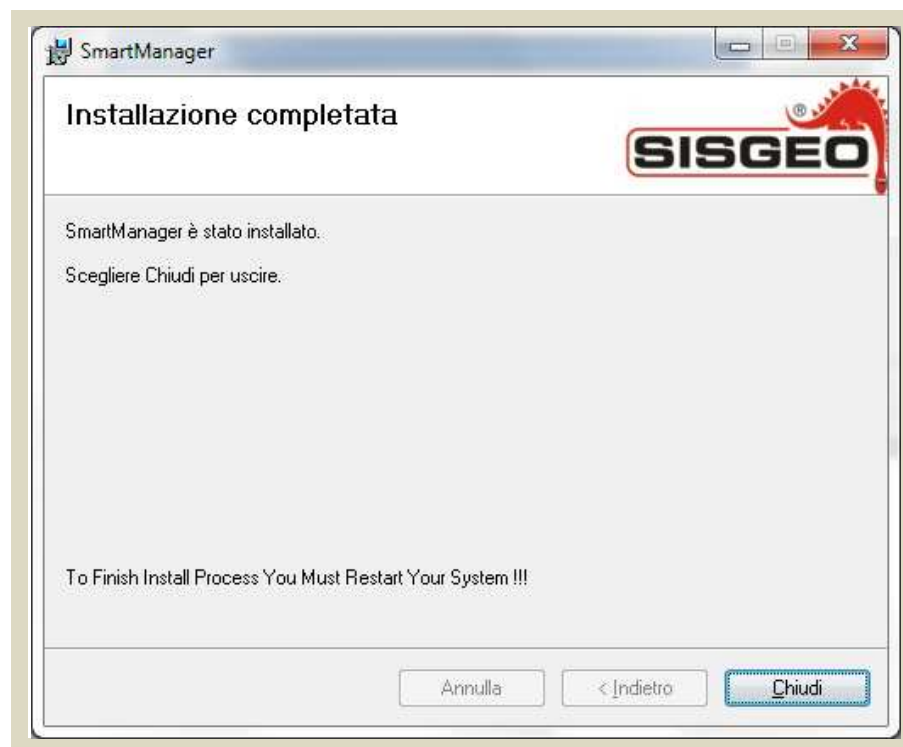 SmartManager
Installazione completata
®
SISGEO
SmartManager è stato installato.
Scegliere Chiudi per uscire.
To Finish Install Process You Must Restart Your System !!!
Annulla
< Indietro
Chiudi